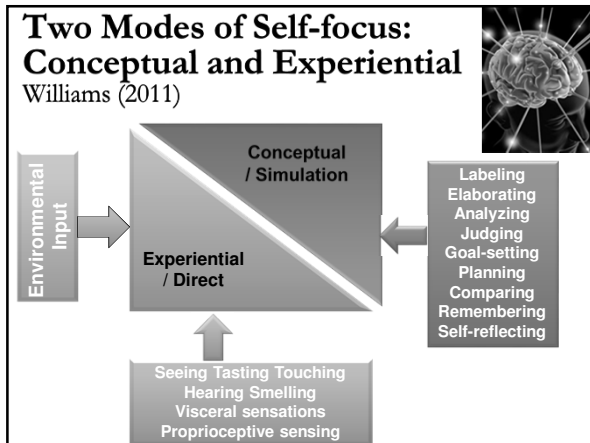 Two Modes of Self-focus:
Conceptual and Experiential
Williams (2011)
Environmental
Input
Conceptual
/ Simulation
Experiential
/ Direct
Labeling
Elaborating
Analyzing
Judging
Goal-setting
Planning
Comparing
Remembering
Self-reflecting
Seeing Tasting Touching
Hearing Smelling
Visceral sensations
Proprioceptive sensing